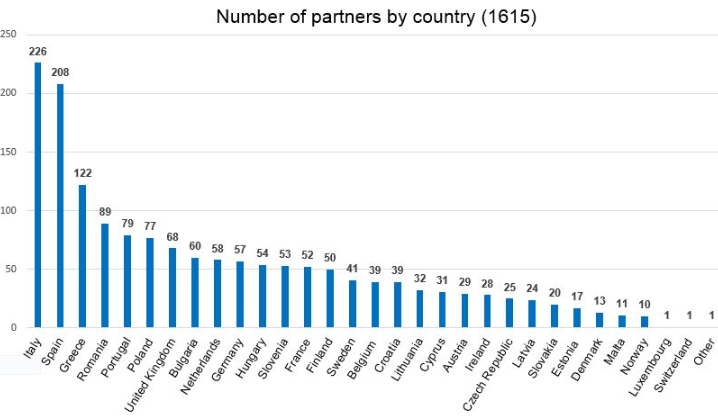 Number of partners by country (1615)
250
200
150
100
50
0
226
208
122
89
79
77
68
60
58
57
54
53
52
50
41
39
39
32
31
29
28
25
24
20
17
13
11
10
1
1
1
Italy
Spain
Greece
Romania
Portugal
Poland
United Kingdom
Bulgaria
Netherlands
Germany
Hungary
Slovenia
France
Finland
Sweden
Belgium
Croatia
Lithuania
Cyprus
Austria
Ireland
Czech Republic
Latvia
Slovakia
Estonia
Denmark
Malta
Norway
Luxembourg
Switzerland
Other